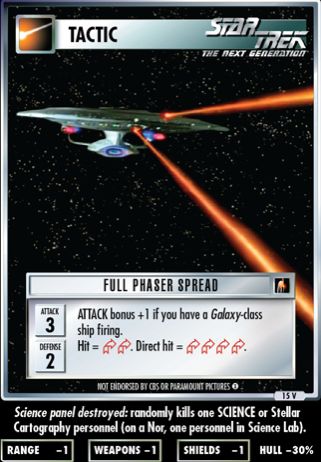 TACTIC
STAR TREK
THE NEXT GENERATION
FULL PHASER SPREAD
ATTACK
3
DEFENSE
2
ATTACK bonus +1 if you have a Galaxy-class
ship firing.
Hit = . Direct hit = .
NOT ENDORSED BY CBS OR PARAMOUNT PICTURES
15 V
Science panel destroyed: randomly kills one SCIENCE or Stellar
Cartography personnel (on a Nor, one personnel in Science Lab).
RANGE –1 WEAPONS –1 SHIELDS –1 HULL –30%